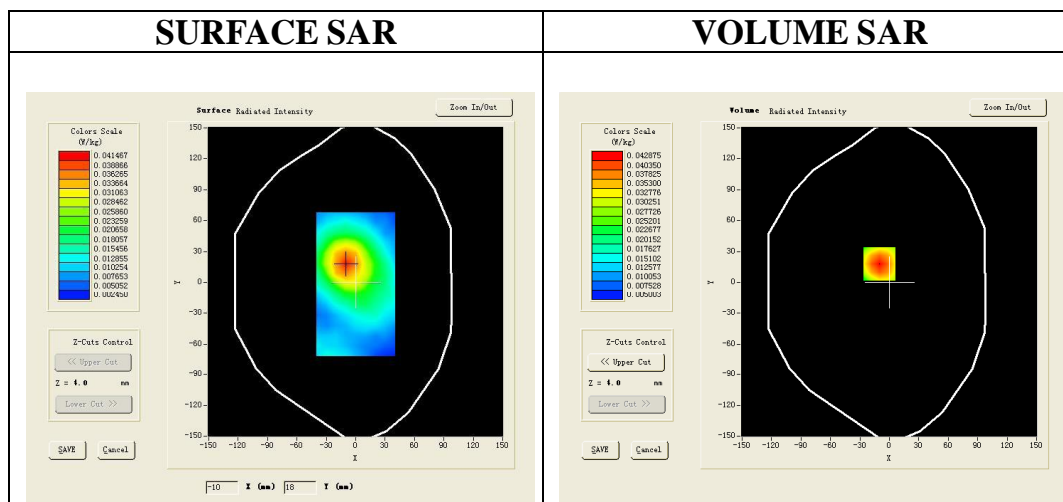 SURFACE SAR
VOLUME SAR
Surface Radiated Intensity
Zoom In/Out
Colors Scale
(W/kg)
0.041467
0.038866
0.036265
0.033664
0.031063
0.028462
0.025860
0.023259
0.020658
0.018057
0.015456
0.012855
0.010254
0.007653
0.005052
0.002450
Z-Cuts Control
<< Upper Cut
Z = 4.0 mm
Lower Cut >>
SAVE
Cancel
150
120
90
60
30
0
-30
-60
-90
-120
-150
Y
-150 -120 -90 -60 -30 0 30 60 90 120 150
X
-10 X (mm) 18 Y (mm)
Volume Radiated Intensity
Zoom In/Out
Colors Scale
(W/kg)
0.042875
0.040350
0.037825
0.035300
0.032776
0.030251
0.027726
0.025201
0.022677
0.020152
0.017627
0.015102
0.012577
0.010053
0.007528
0.005003
Z-Cuts Control
<< Upper Cut
Z = 4.0 mm
Lower Cut >>
SAVE
Cancel
150
120
90
60
30
0
-30
-60
-90
-120
-150
Y
-150 -120 -90 -60 -30 0 30 60 90 120 150
X